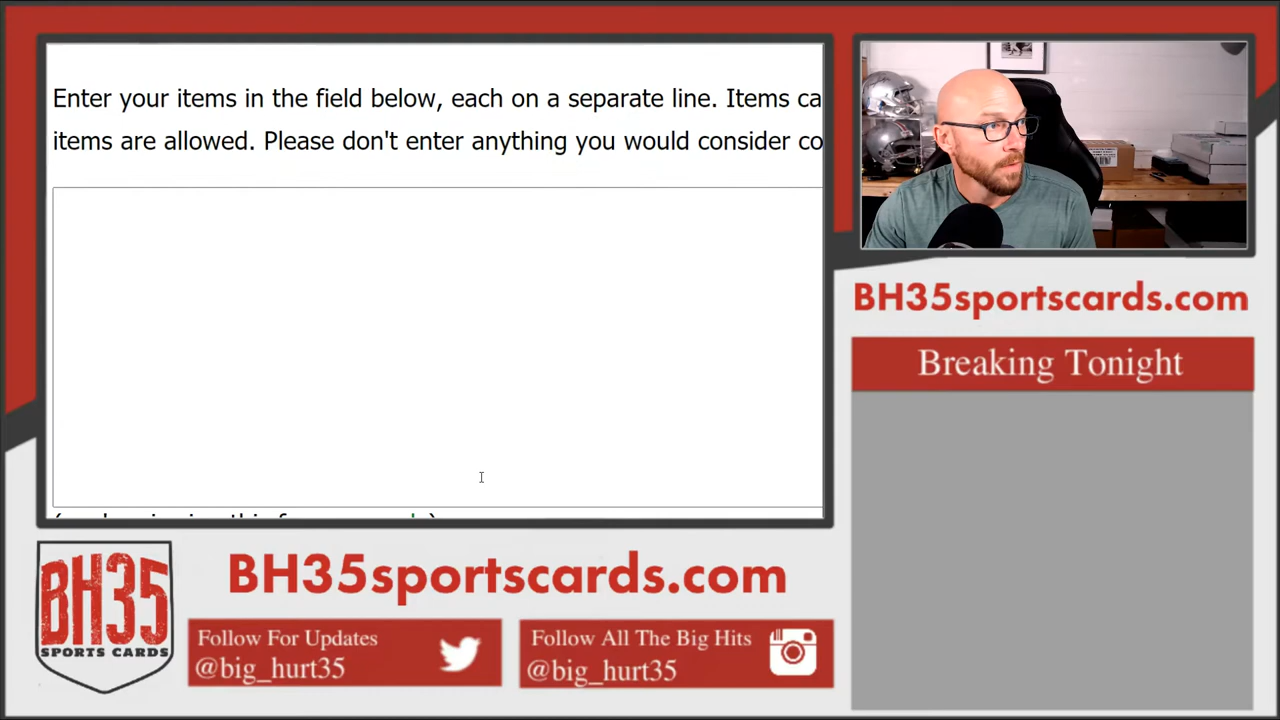 Enter your items in the field below, each on a separate line. Items ca
items are allowed. Please don't enter anything you would consider co
BH35sportscards.com
Breaking Tonight
BH35
SPORTS CARDS
BH35sportscards.com
Follow For Updates
@big_hurt35
Follow All The Big Hits
@big_hurt35